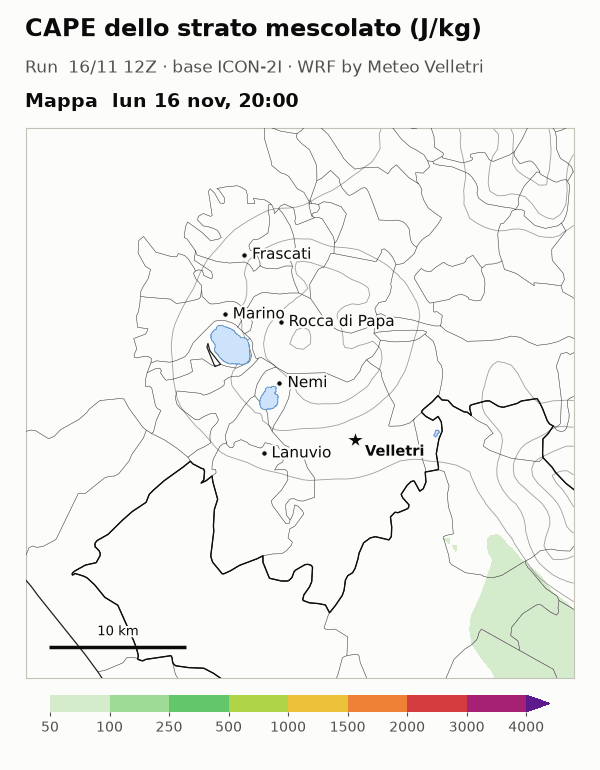 CAPE dello strato mescolato (J/kg)
Run  16/11 12Z · base ICON-2I · WRF by Meteo Velletri
Mappa  lun 16 nov, 20:00
Frascati
Marino
Rocca di Papa
Nemi
Velletri
Lanuvio
10 km
50 100 250 500 1000 1500 2000 3000 4000